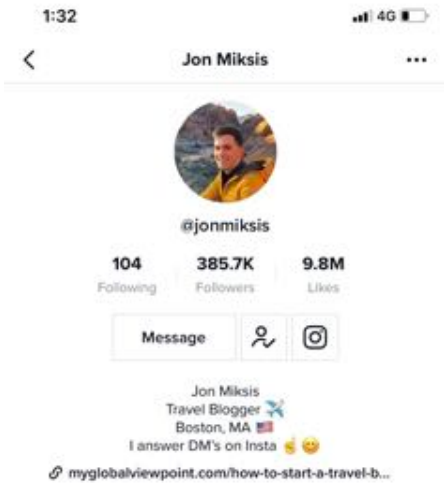 1:32 4G
Jon Miksis
@jonmiksis
104 385.7K 9.8M
Following Followers Likes
Message
Jon Miksis
Travel Blogger ✈️
Boston, MA 🇺🇸
I answer DM's on Insta ☝️😊
myglobalviewpoint.com/how-to-start-a-travel-b...